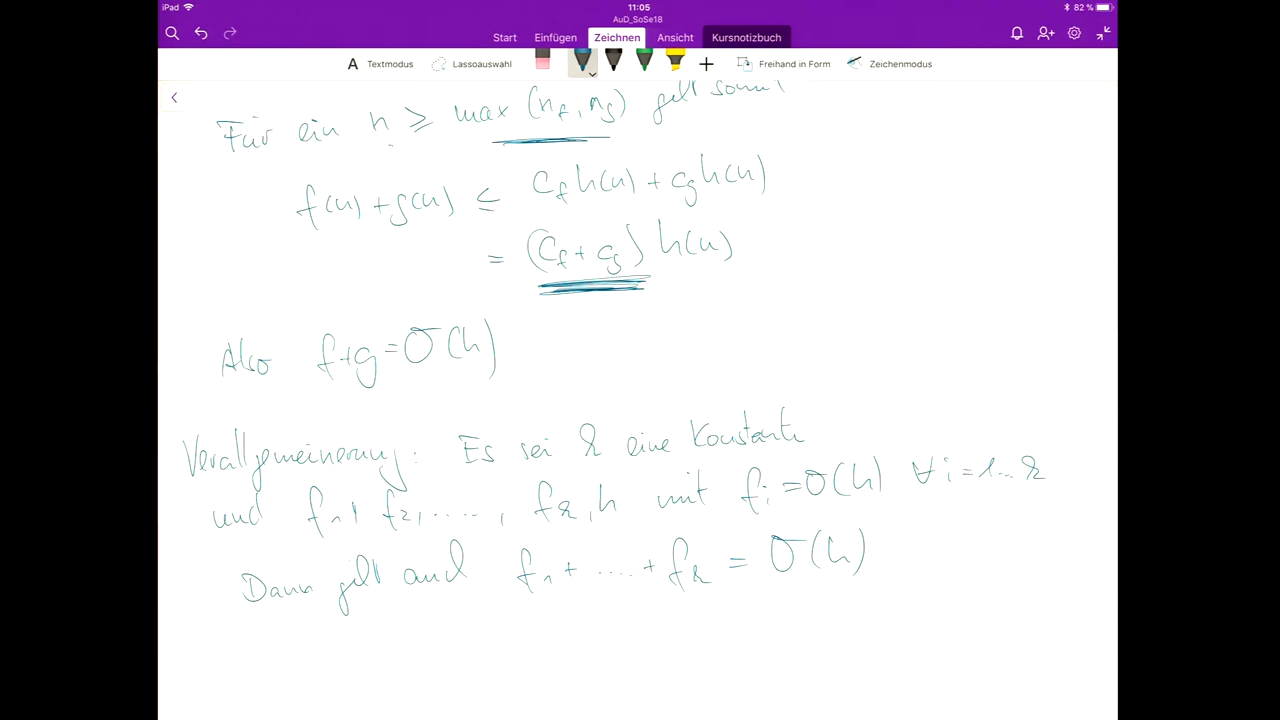 iPad 11:05 82 %
AuD_SoSe18
Start Einfügen Zeichnen Ansicht Kursnotizbuch
Textmodus Lassoauswahl Freihand in Form Zeichenmodus
Für ein n ≥ max (n_f, n_g) gilt somit
f(n) + g(n) ≤ c_f h(n) + c_g h(n)
= (c_f + c_g) h(n)
Also f+g = O(h)
Verallgemeinerung: Es sei k eine Konstante
und f_1, f_2, ....., f_k, h mit f_i = O(h) ∀ i = 1...k
Dann gilt auch f_1 + ..... + f_k = O(h)